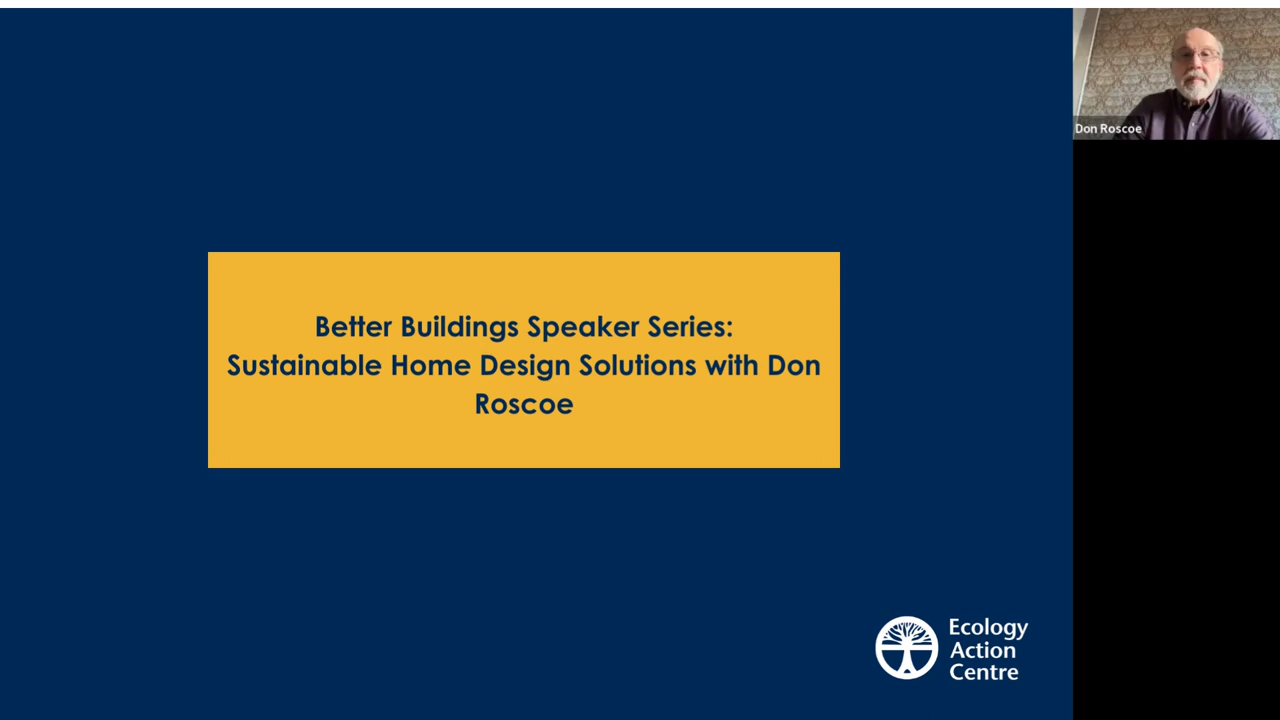 Don Roscoe
Better Buildings Speaker Series:
Sustainable Home Design Solutions with Don
Roscoe
Ecology
Action
Centre